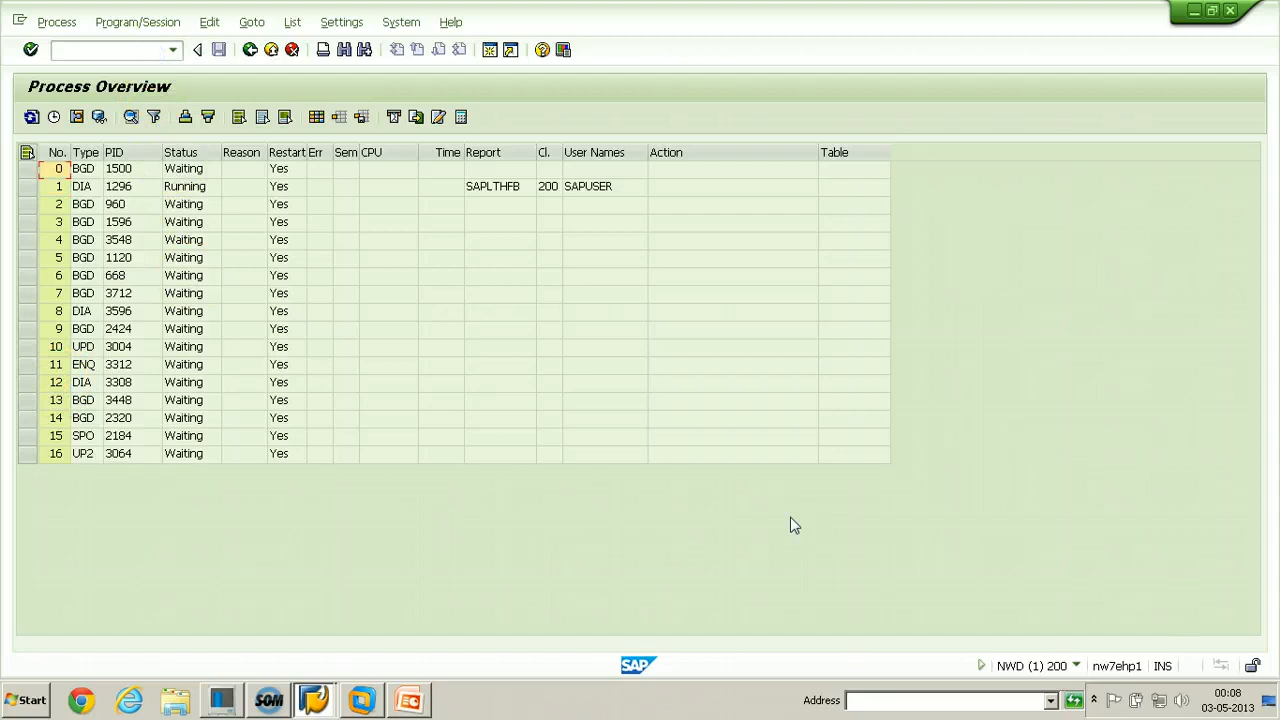 Process Program/Session Edit Goto List Settings System Help
Process Overview
No. Type PID Status Reason Restart Err Sem CPU Time Report Cl. User Names Action Table
0 BGD 1500 Waiting Yes
1 DIA 1296 Running Yes SAPLTHFB 200 SAPUSER
2 BGD 960 Waiting Yes
3 BGD 1596 Waiting Yes
4 BGD 3548 Waiting Yes
5 BGD 1120 Waiting Yes
6 BGD 668 Waiting Yes
7 BGD 3712 Waiting Yes
8 DIA 3596 Waiting Yes
9 BGD 2424 Waiting Yes
10 UPD 3004 Waiting Yes
11 ENQ 3312 Waiting Yes
12 DIA 3308 Waiting Yes
13 BGD 3448 Waiting Yes
14 BGD 2320 Waiting Yes
15 SPO 2184 Waiting Yes
16 UP2 3064 Waiting Yes
SAP NWD (1) 200 nw7ehp1 INS
Start SOM Address 00:08
03-05-2013